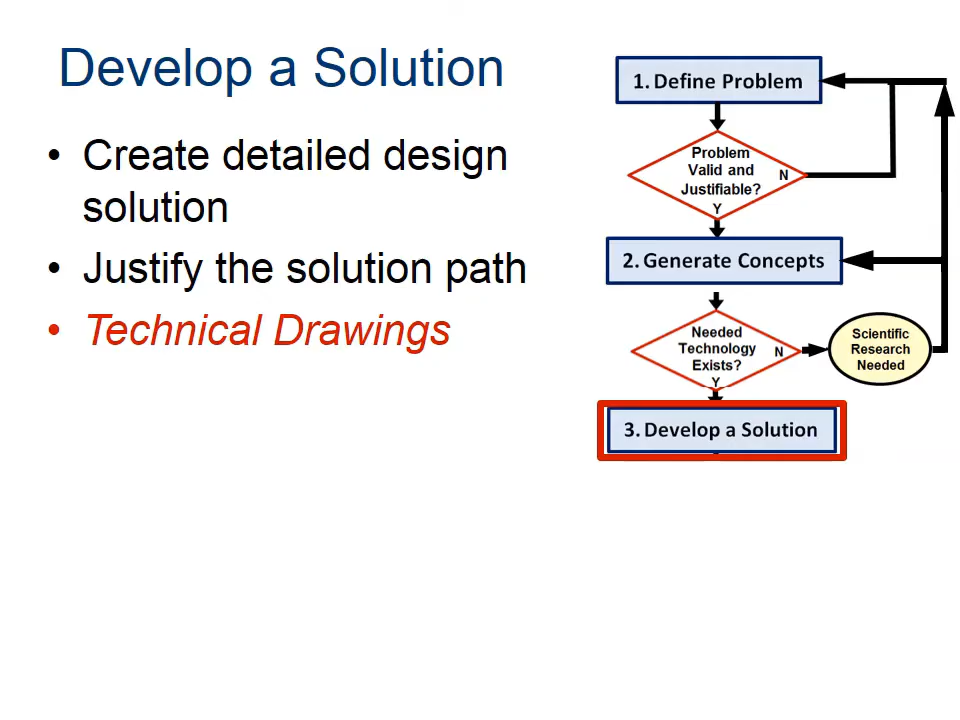 Develop a Solution
• Create detailed design
solution
• Justify the solution path
• Technical Drawings
1. Define Problem
Problem
Valid and
Justifiable?
N
Y
2. Generate Concepts
Needed
Technology
Exists?
N
Y
Scientific
Research
Needed
3. Develop a Solution